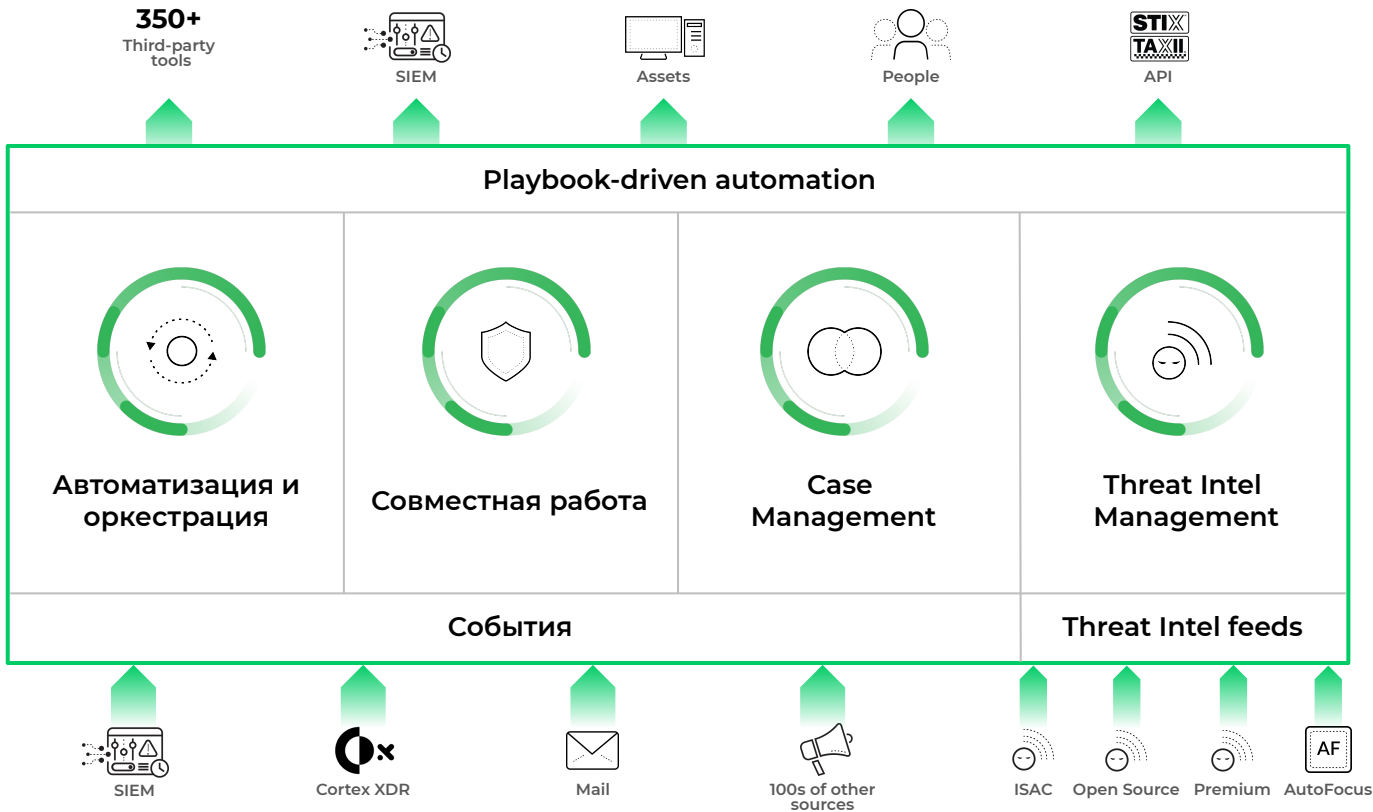 350+
Third-party
tools
SIEM
Assets
People
STIX
TAXII
API
Playbook-driven automation
Автоматизация и
оркестрация
Совместная работа
Case
Management
Threat Intel
Management
События
Threat Intel feeds
SIEM
Cortex XDR
Mail
100s of other
sources
ISAC
Open Source
Premium
AF
AutoFocus